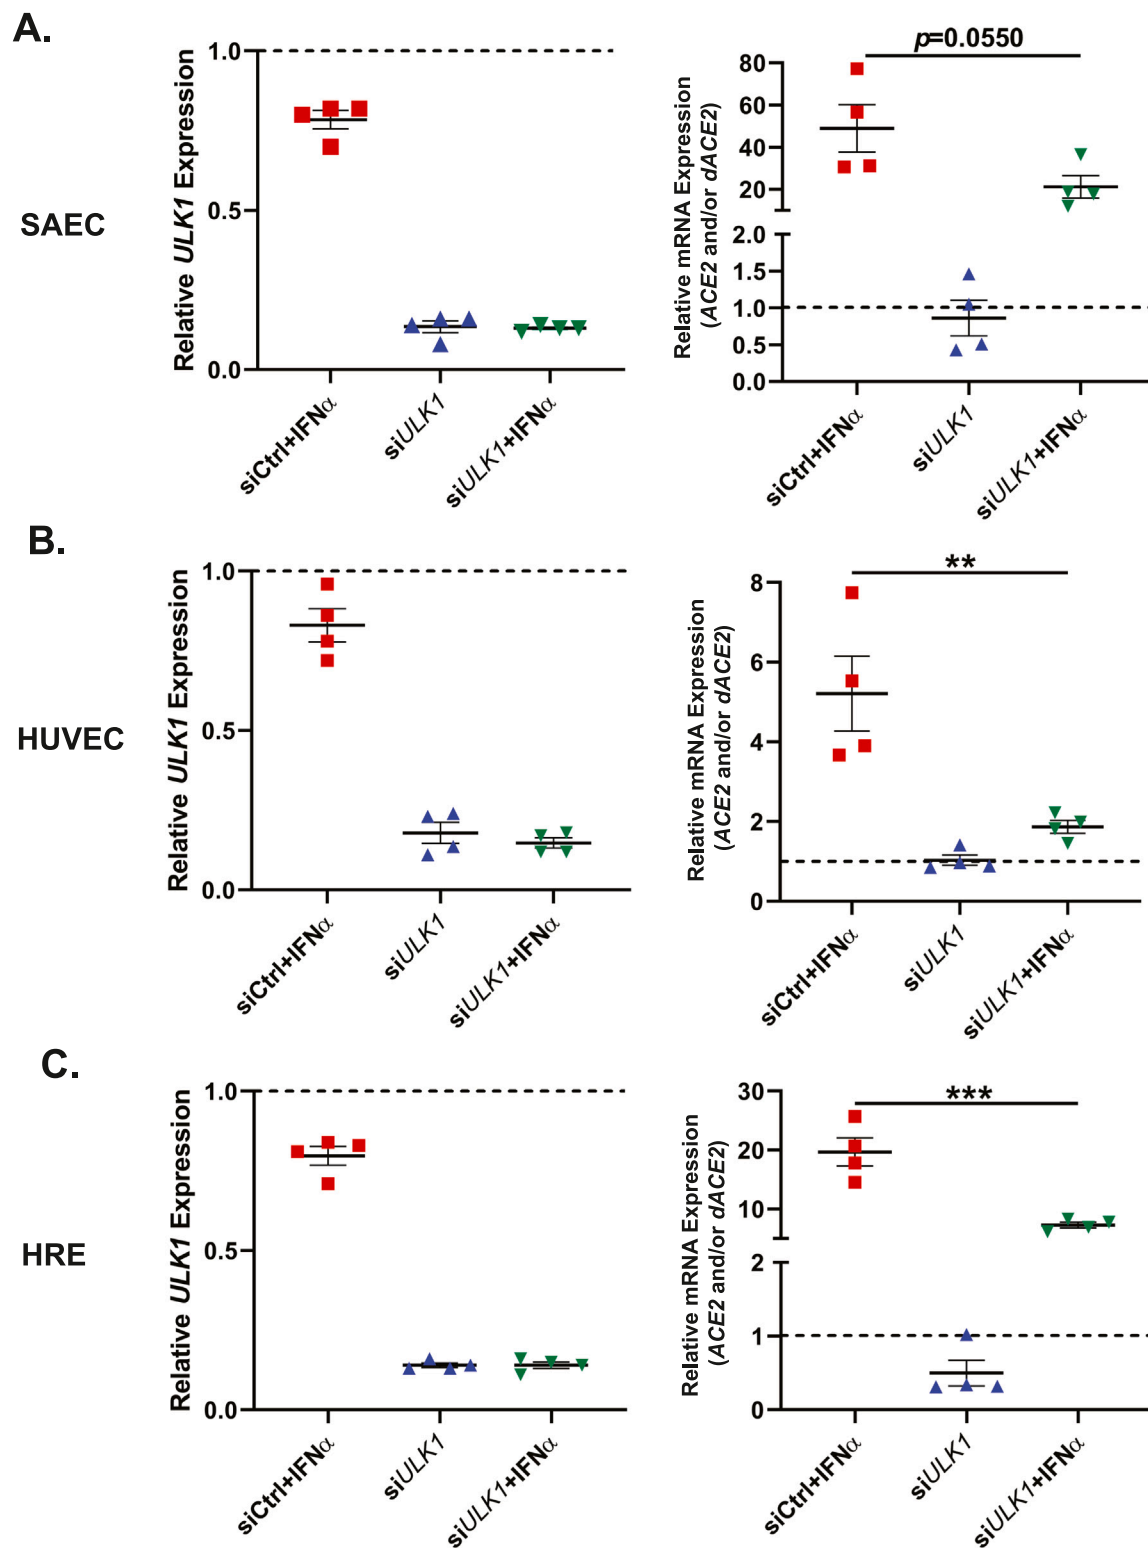 A.
SAEC
Relative ULK1 Expression
1.0
0.5
0.0
siCtrl+IFNα
siULK1
siULK1+IFNα
p=0.0550
Relative mRNA Expression
(ACE2 and/or dACE2)
80
60
40
20
2.0
1.5
1.0
0.5
0.0
siCtrl+IFNα
siULK1
siULK1+IFNα
B.
HUVEC
Relative ULK1 Expression
1.0
0.5
0.0
siCtrl+IFNα
siULK1
siULK1+IFNα
**
Relative mRNA Expression
(ACE2 and/or dACE2)
8
6
4
2
0
siCtrl+IFNα
siULK1
siULK1+IFNα
C.
HRE
Relative ULK1 Expression
1.0
0.5
0.0
siCtrl+IFNα
siULK1
siULK1+IFNα
***
Relative mRNA Expression
(ACE2 and/or dACE2)
30
20
10
2
1
0
siCtrl+IFNα
siULK1
siULK1+IFNα